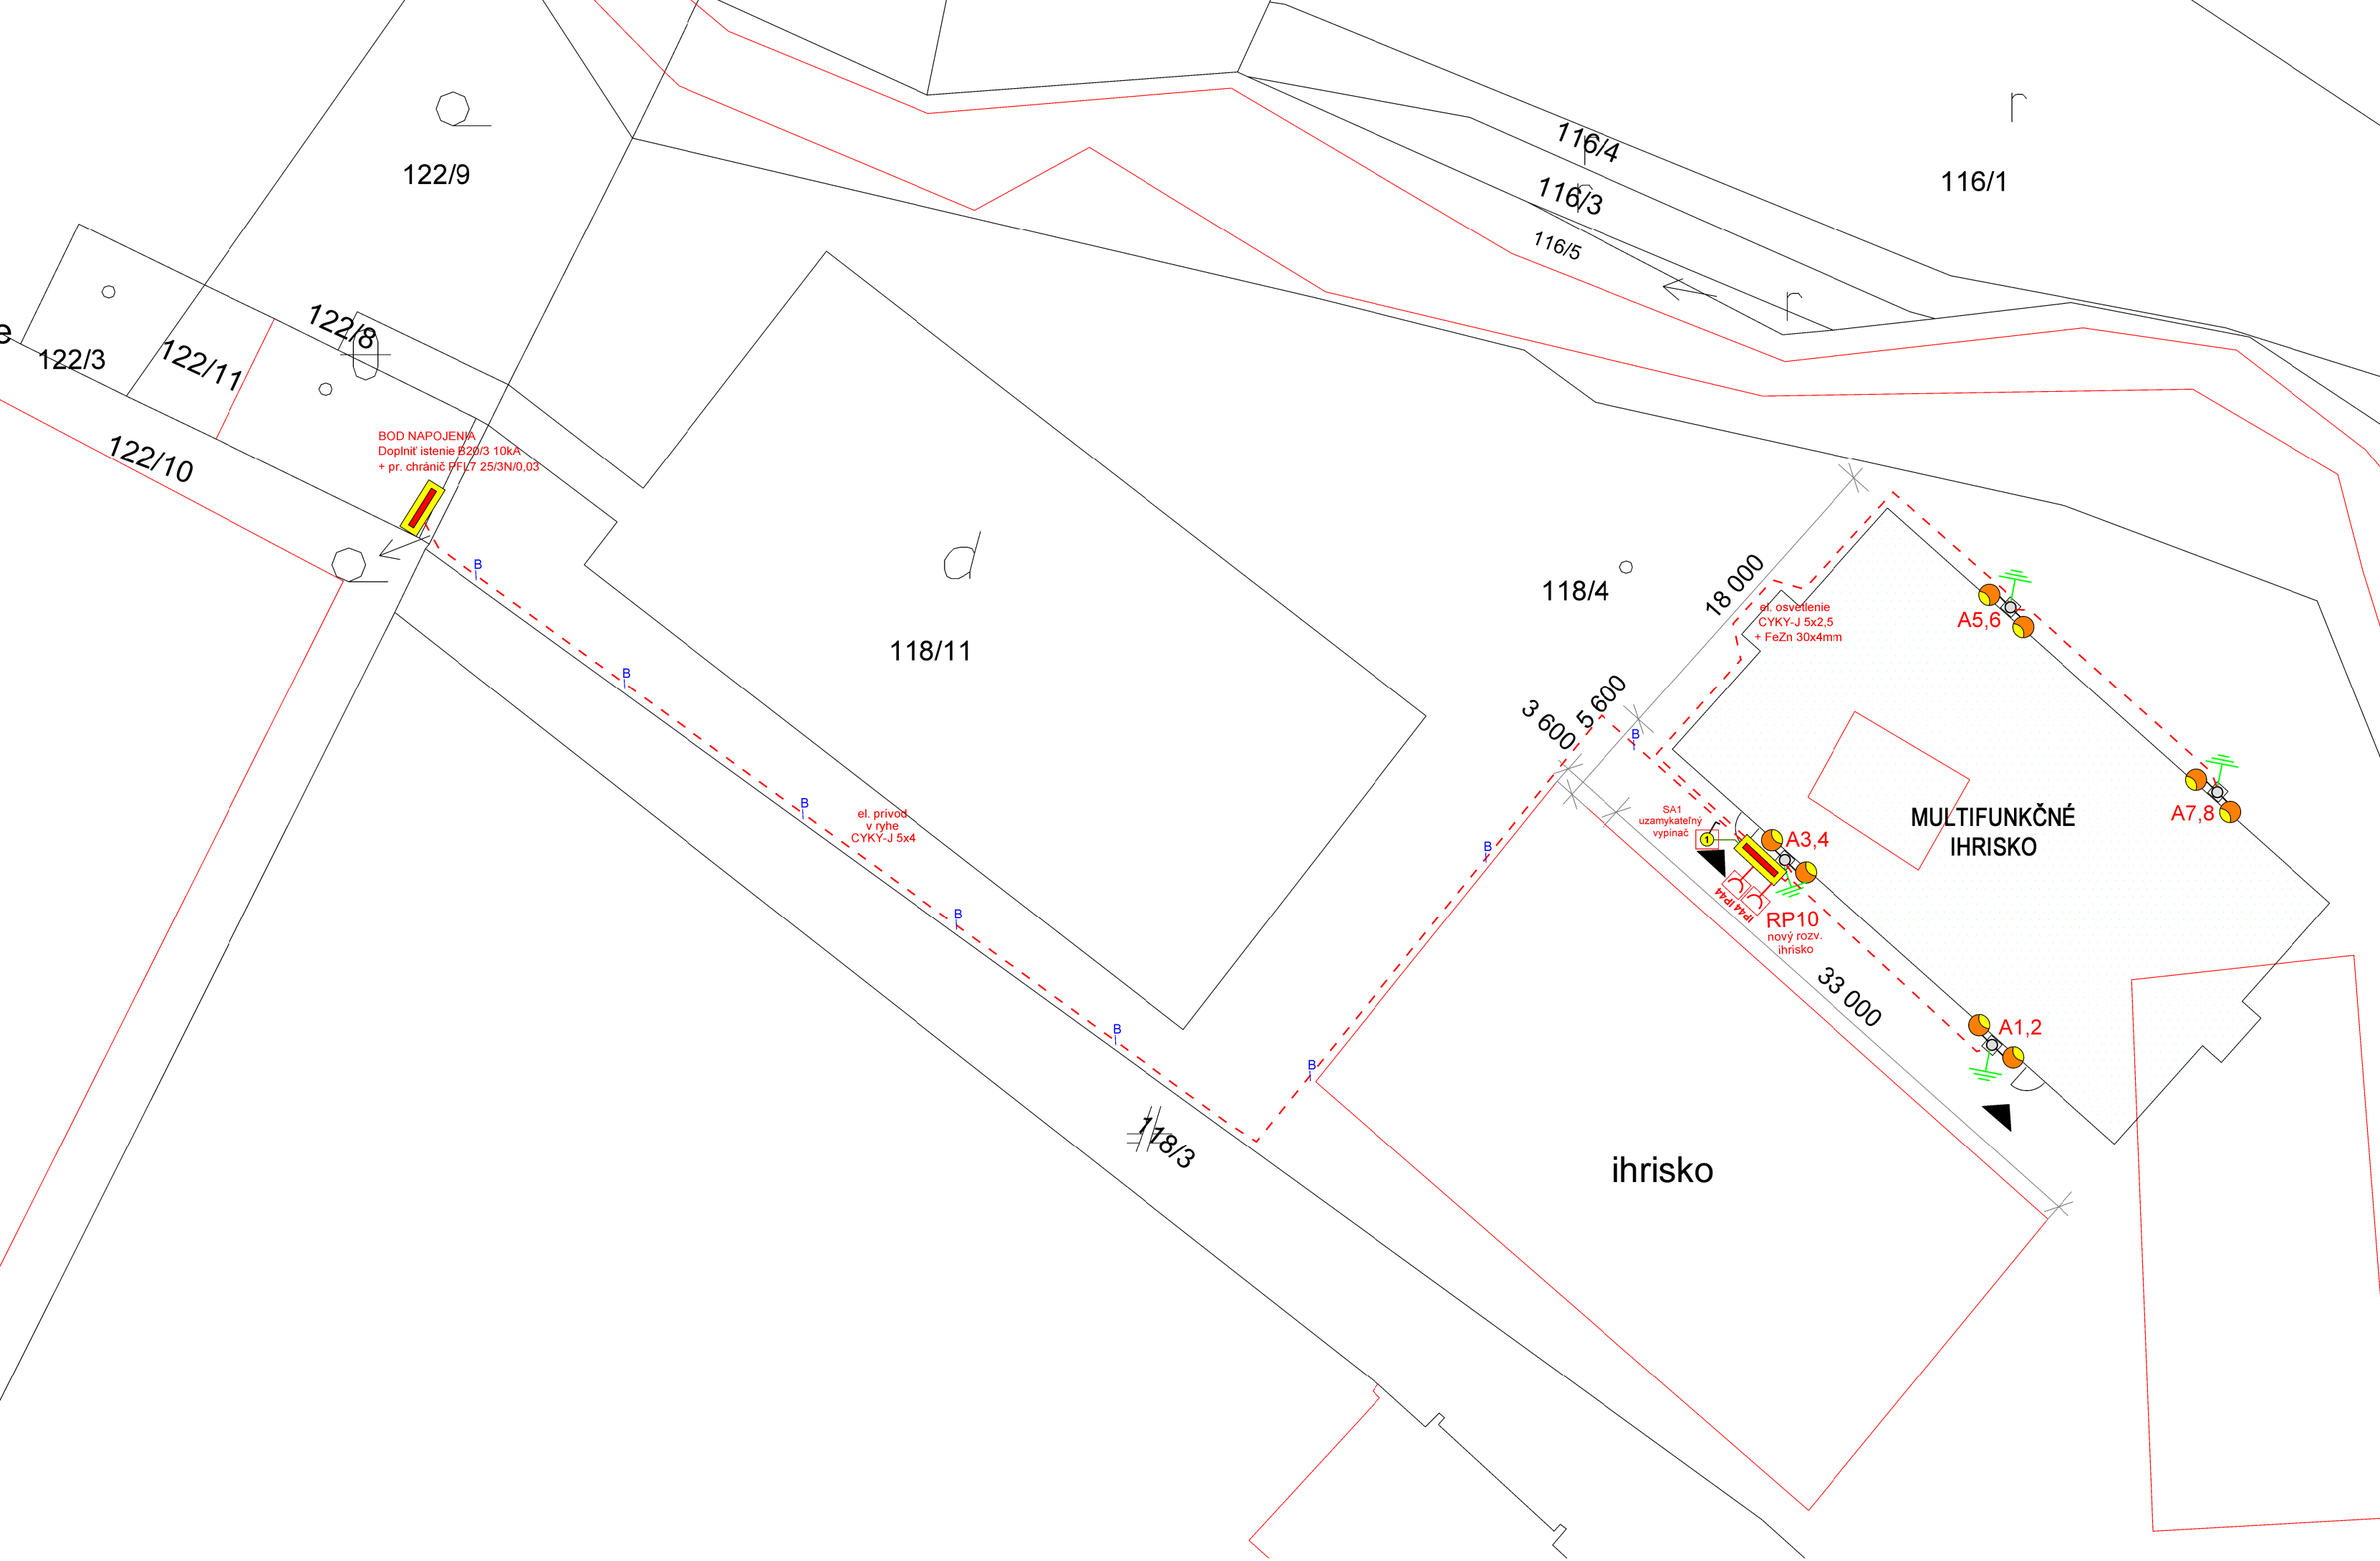 122/9
116/4
116/3
116/5
116/1
r
r
r
r
122/8
122/3
122/11
e
122/10
BOD NAPOJENIA
Doplniť istenie B20/3 10kA
+ pr. chránič PFL7 25/3N/0,03
B
B
B
B
B
B
B
B
118/11
d
el. prívod
v ryhe
CYKY-J 5x4
118/3
118/4
18 000
5 600
3 600
33 000
el. osvetlenie
CYKY-J 5x2,5
+ FeZn 30x4mm
A5,6
A7,8
A3,4
A1,2
SA1
uzamykateľný
vypínač
1
IP44
IP44
RP10
nový rozv.
ihrisko
MULTIFUNKČNÉ
IHRISKO
ihrisko